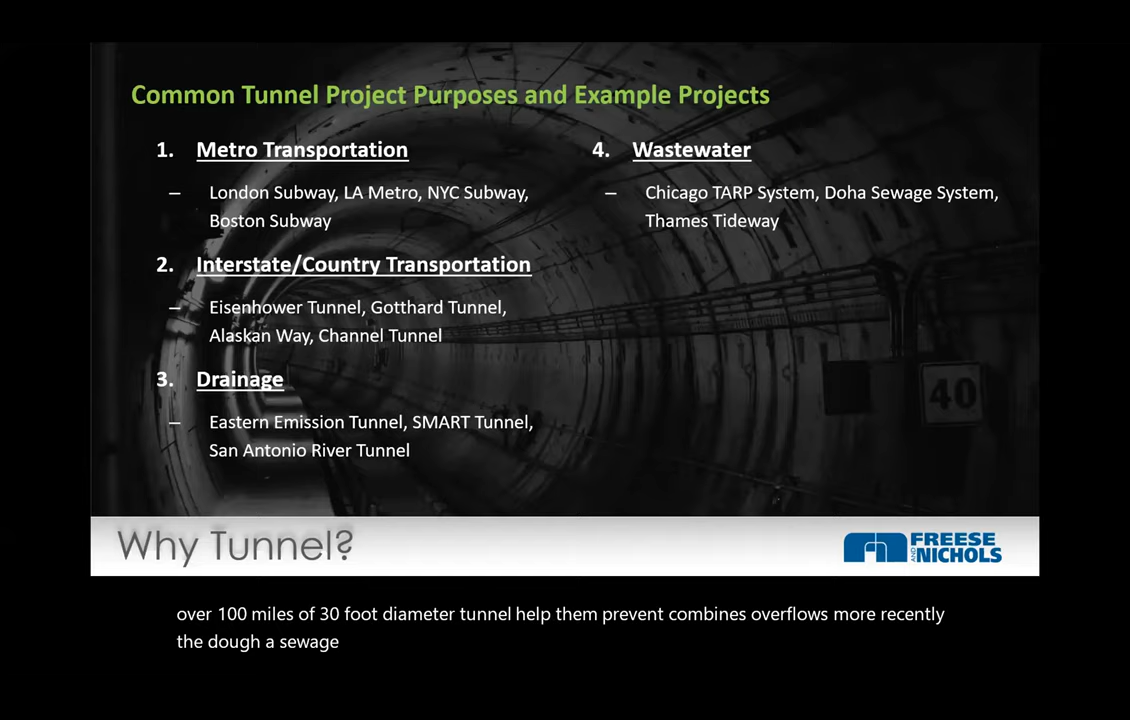 Common Tunnel Project Purposes and Example Projects
1. Metro Transportation
– London Subway, LA Metro, NYC Subway,
Boston Subway
2. Interstate/Country Transportation
– Eisenhower Tunnel, Gotthard Tunnel,
Alaskan Way, Channel Tunnel
3. Drainage
– Eastern Emission Tunnel, SMART Tunnel,
San Antonio River Tunnel
4. Wastewater
– Chicago TARP System, Doha Sewage System,
Thames Tideway
40
Why Tunnel?
FREESE
AND NICHOLS
over 100 miles of 30 foot diameter tunnel help them prevent combines overflows more recently
the dough a sewage